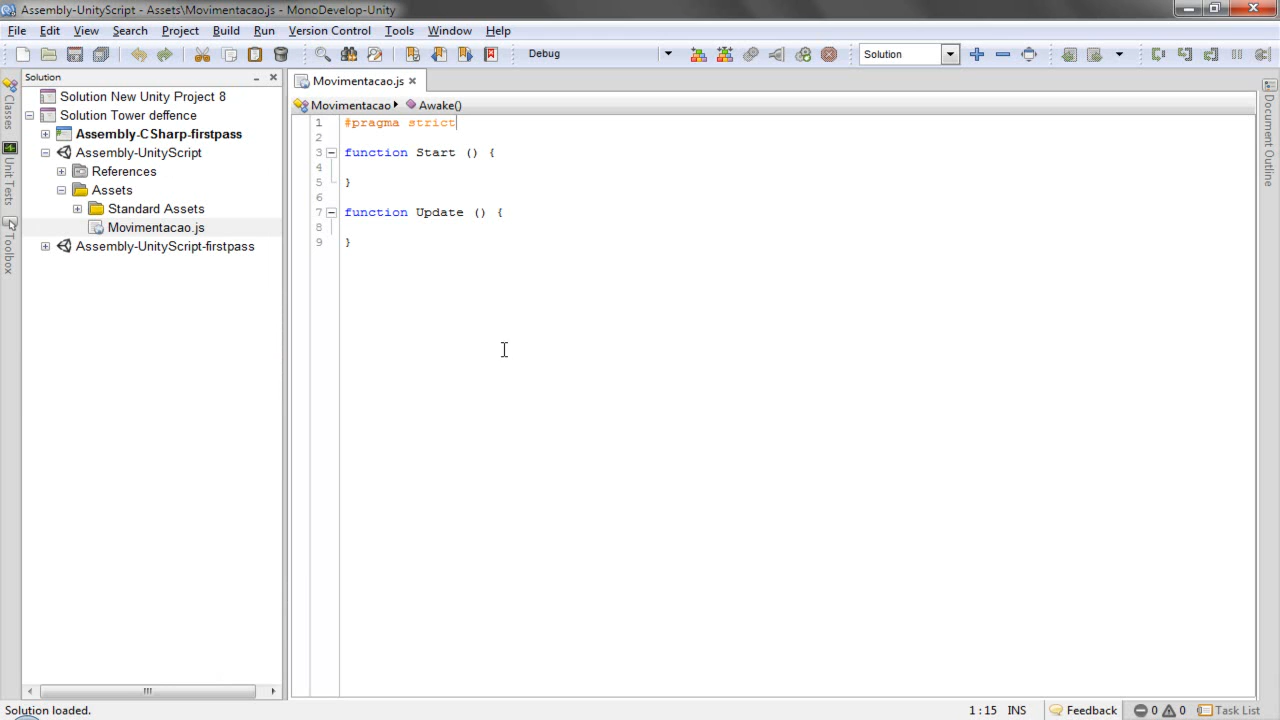 Assembly-UnityScript - Assets\Movimentacao.js - MonoDevelop-Unity
File Edit View Search Project Build Run Version Control Tools Window Help
Debug
Solution
Solution
Movimentacao.js
Classes
Unit Tests
Toolbox
Solution New Unity Project 8
Solution Tower deffence
Assembly-CSharp-firstpass
Assembly-UnityScript
References
Assets
Standard Assets
Movimentacao.js
Assembly-UnityScript-firstpass
Movimentacao Awake()
1 #pragma strict
2
3 function Start () {
4
5 }
6
7 function Update () {
8
9 }
Document Outline
Solution loaded.
1 : 15 INS Feedback 0 0 Task List